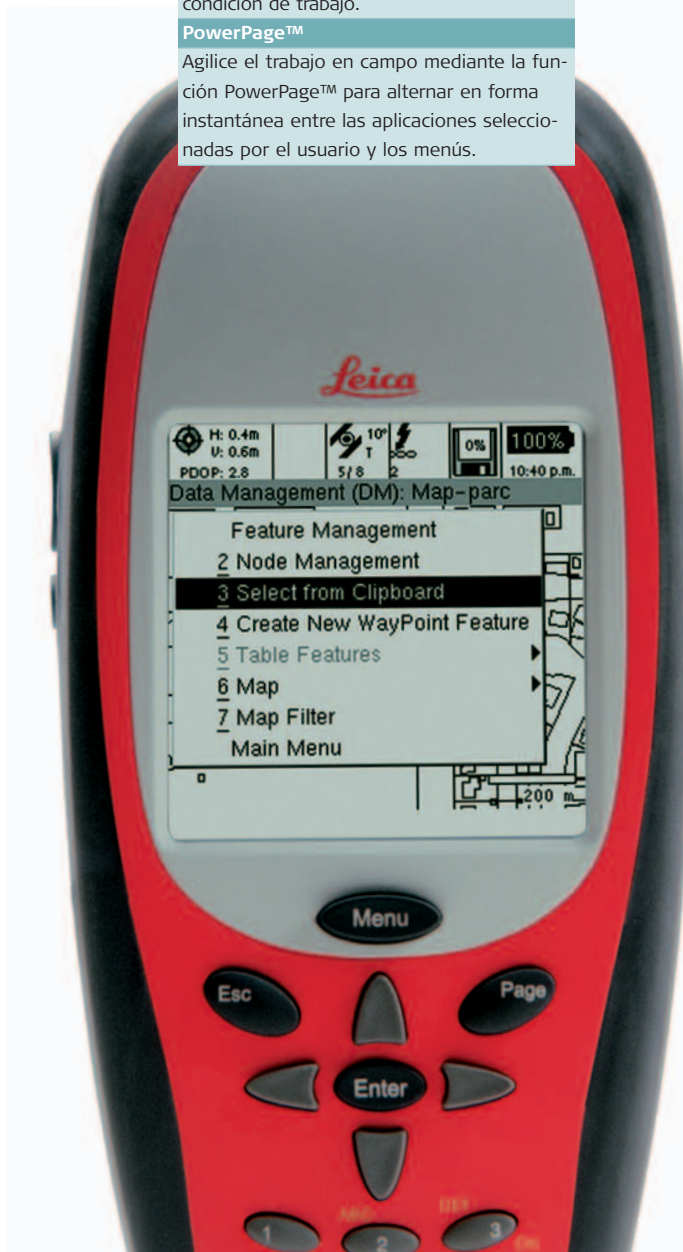 condición de trabajo.
PowerPage™
Agilice el trabajo en campo mediante la fun-
ción PowerPage™ para alternar en forma
instantánea entre las aplicaciones seleccio-
nadas por el usuario y los menús.
Leica
H: 0.4m
V: 0.6m
PDOP: 2.8
10°
T
5/8
2
0%
100%
10:40 p.m.
Data Management (DM): Map-parc
Feature Management
2 Node Management
3 Select from Clipboard
4 Create New WayPoint Feature
5 Table Features
6 Map
7 Map Filter
Main Menu
200 m
Menu
Esc
Page
Enter
1
2
3